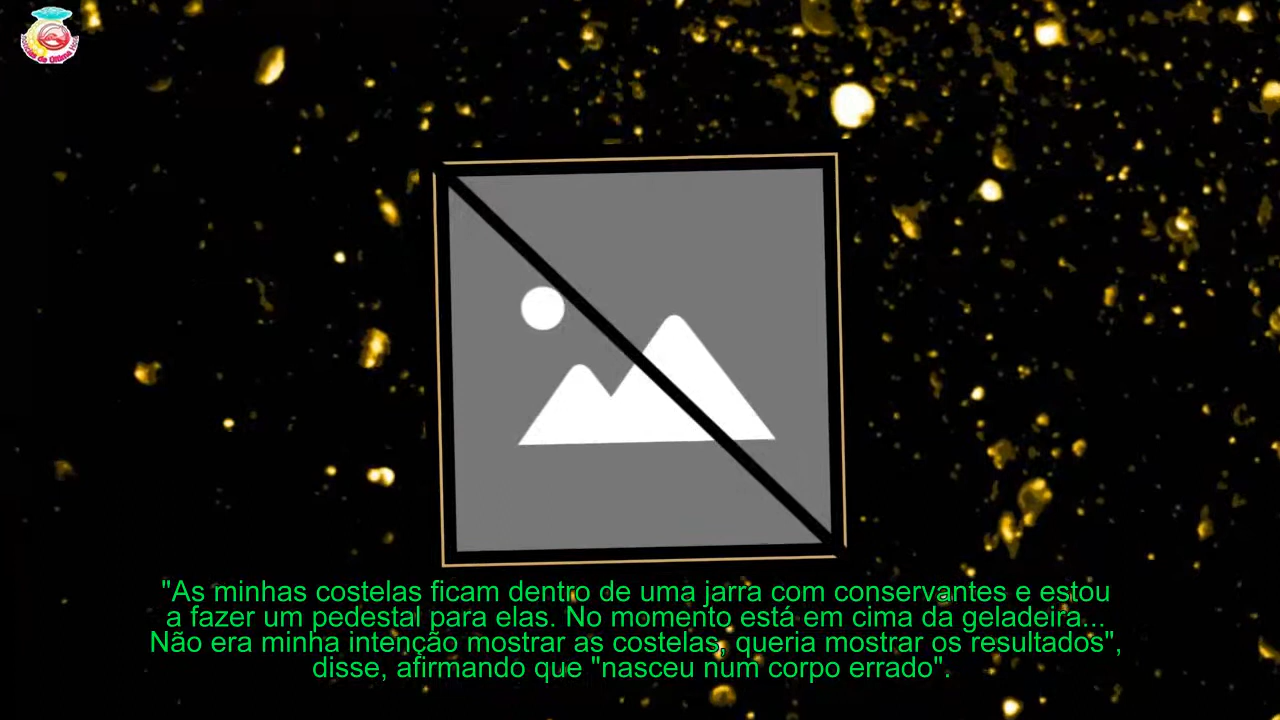 "As minhas costelas ficam dentro de uma jarra com conservantes e estou
a fazer um pedestal para elas. No momento está em cima da geladeira...
Não era minha intenção mostrar as costelas, queria mostrar os resultados",
disse, afirmando que "nasceu num corpo errado".